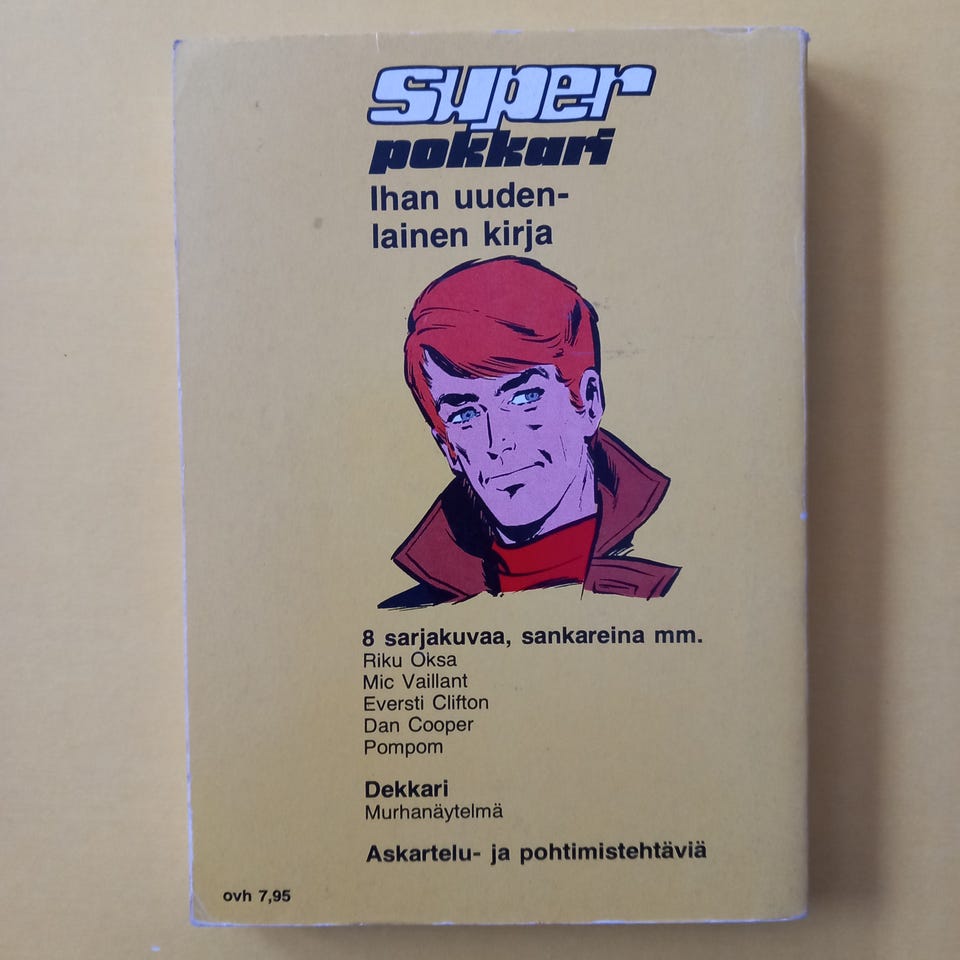 super
pokkari
Ihan uuden-
lainen kirja
8 sarjakuvaa, sankareina mm.
Riku Oksa
Mic Vaillant
Eversti Clifton
Dan Cooper
Pompom
Dekkari
Murhanäytelmä
Askartelu- ja pohtimistehtäviä
ovh 7,95